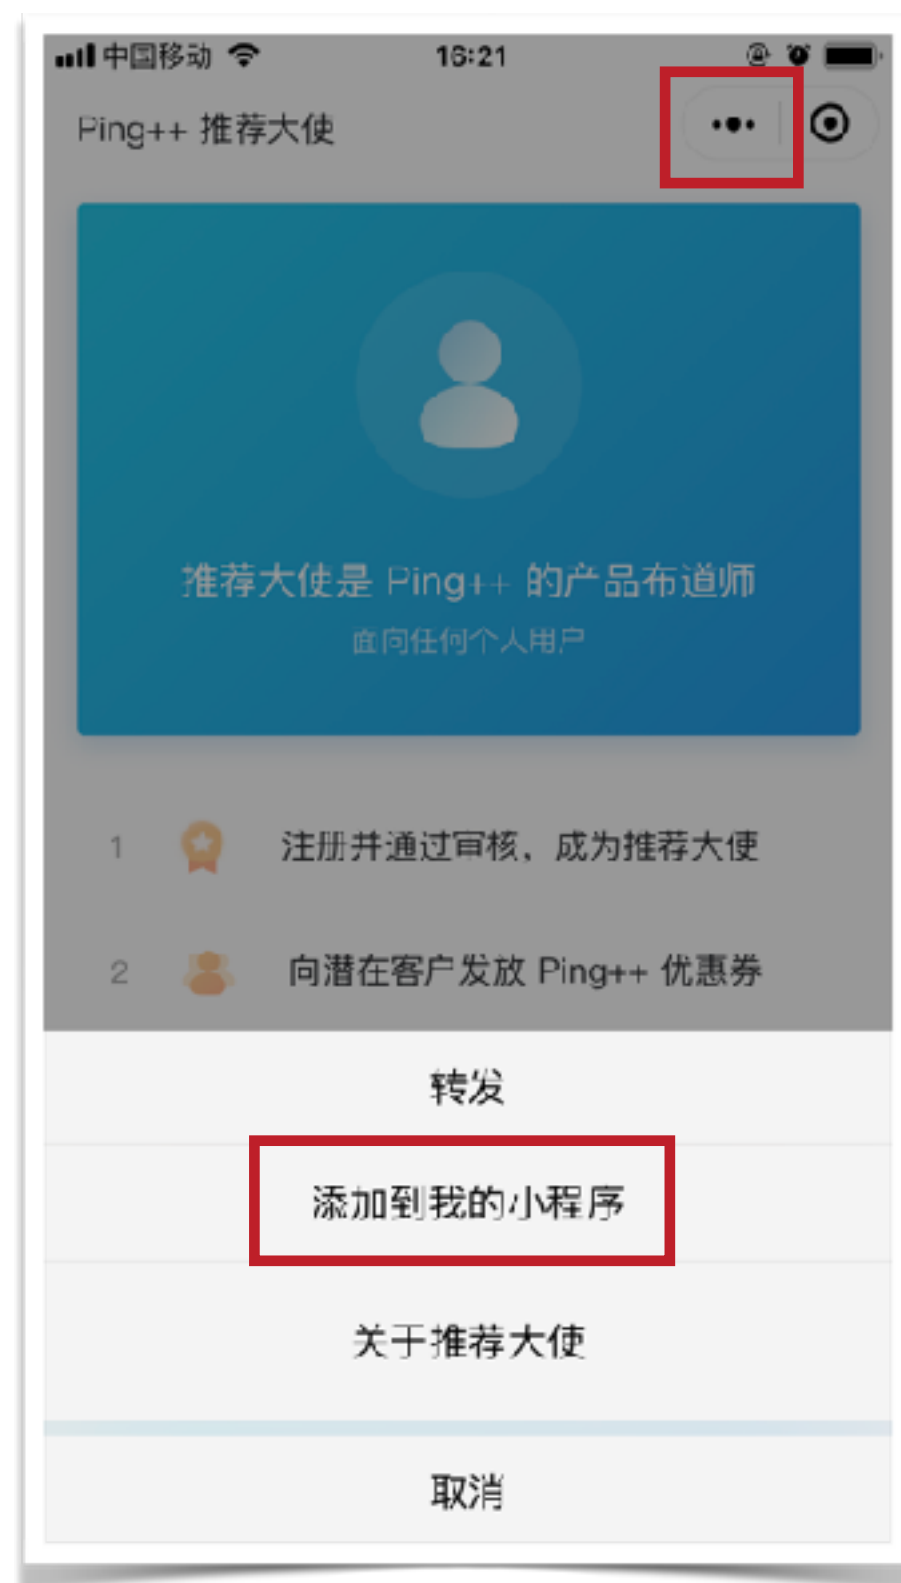 中国移动
16:21
Ping++ 推荐大使
推荐大使是 Ping++ 的产品布道师
面向任何个人用户
1 注册并通过审核，成为推荐大使
2 向潜在客户发放 Ping++ 优惠券
转发
添加到我的小程序
关于推荐大使
取消